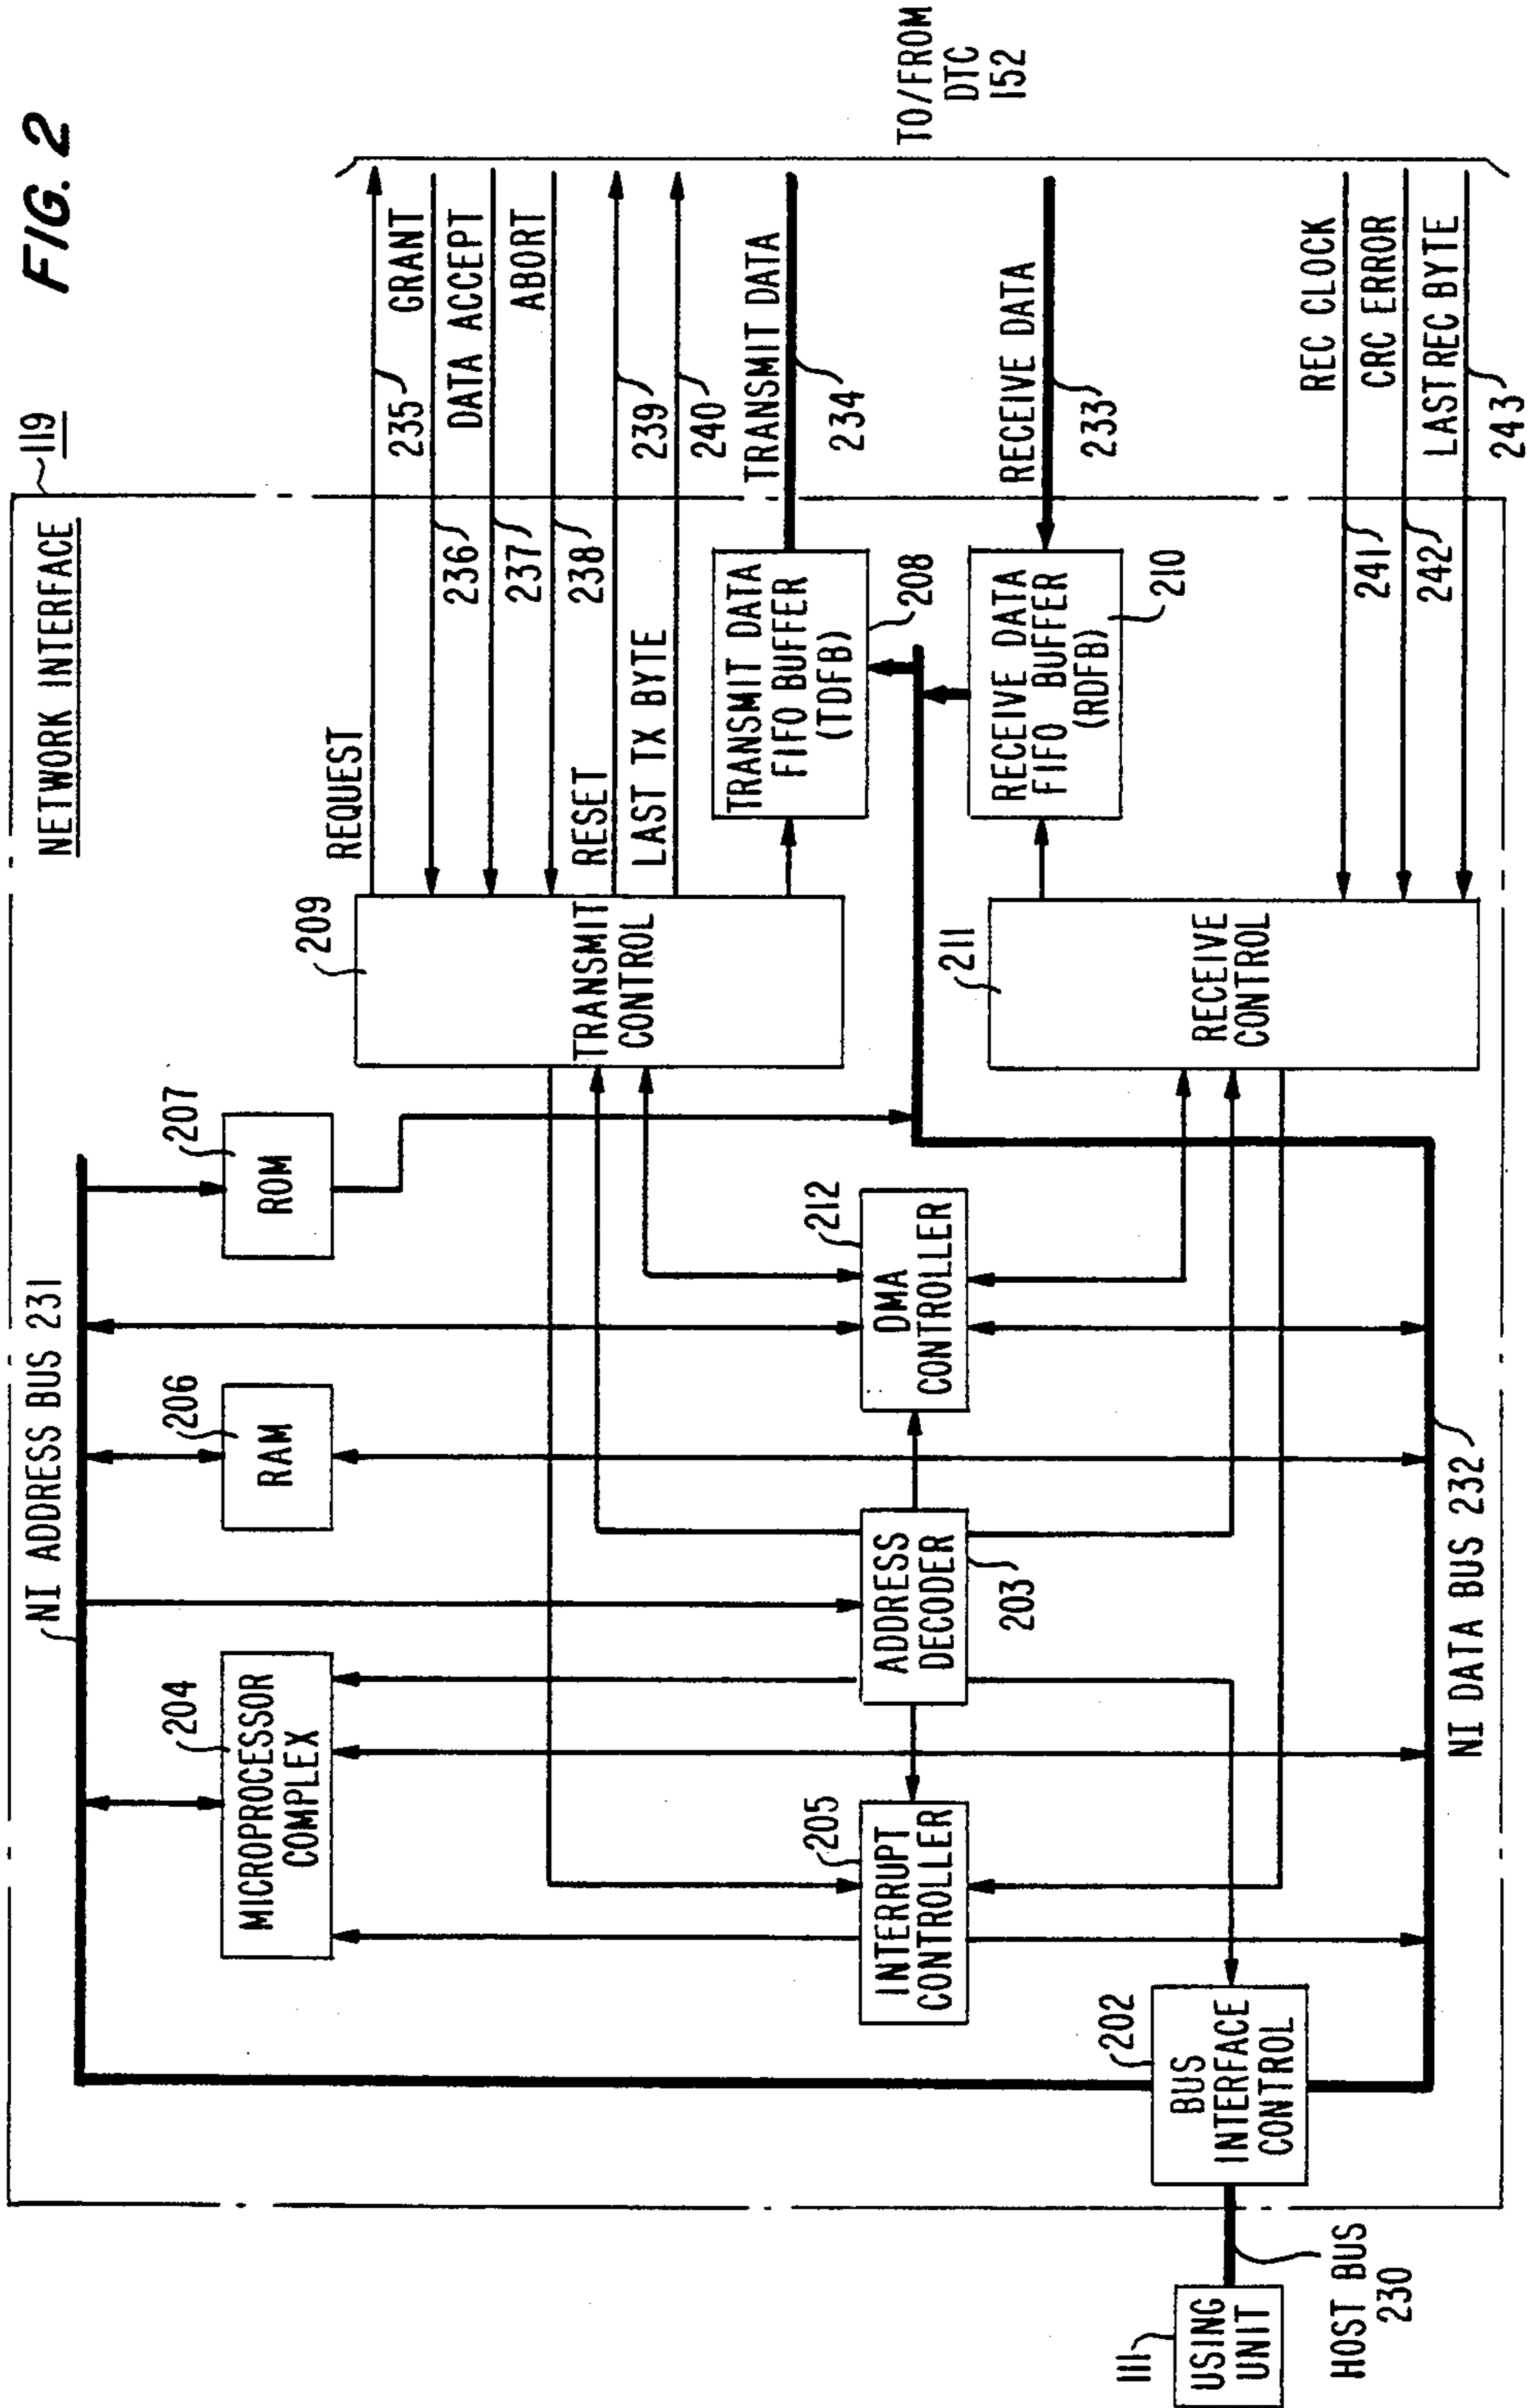 FIG. 2
NETWORK INTERFACE
119
NI ADDRESS BUS 231
204
MICROPROCESSOR
COMPLEX
206
RAM
207
ROM
209
TRANSMIT
CONTROL
REQUEST
235
GRANT
236
DATA ACCEPT
237
ABORT
238
RESET
239
LAST TX BYTE
240
TRANSMIT DATA
FIFO BUFFER
(TDFB)
208
TRANSMIT DATA
234
RECEIVE DATA
FIFO BUFFER
(RDFB)
210
RECEIVE DATA
233
TO/FROM
DTC
152
205
INTERRUPT
CONTROLLER
ADDRESS
DECODER
203
212
DMA
CONTROLLER
211
RECEIVE
CONTROL
REC CLOCK
241
CRC ERROR
242
LAST REC BYTE
243
202
BUS
INTERFACE
CONTROL
NI DATA BUS 232
111
USING
UNIT
HOST BUS
230